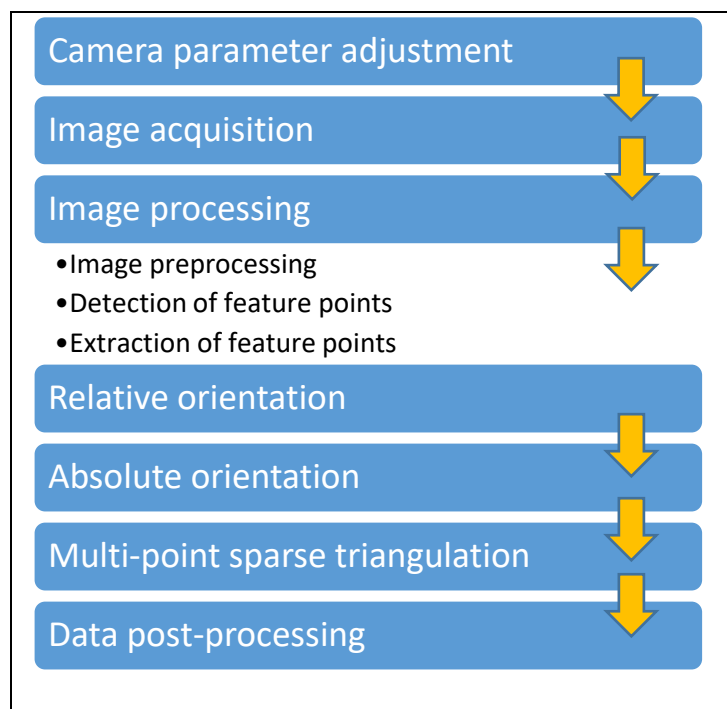 Camera parameter adjustment
Image acquisition
Image processing
•Image preprocessing
•Detection of feature points
•Extraction of feature points
Relative orientation
Absolute orientation
Multi-point sparse triangulation
Data post-processing